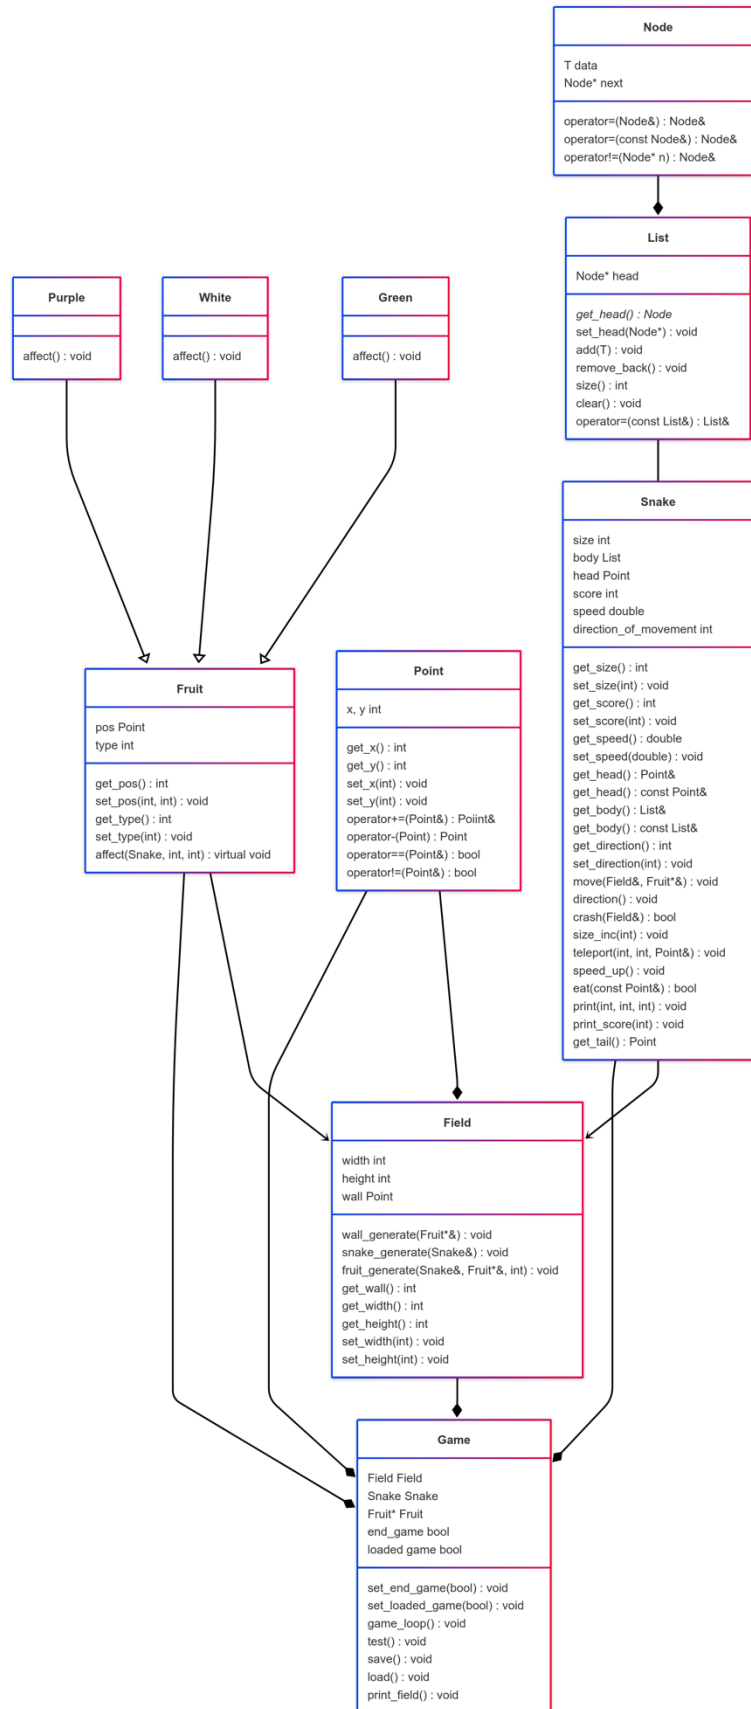 Node
T data
Node* next
operator=(Node&) : Node&
operator=(const Node&) : Node&
operator!=(Node* n) : Node&
List
Node* head
get_head() : Node
set_head(Node*) : void
add(T) : void
remove_back() : void
size() : int
clear() : void
operator=(const List&) : List&
Purple
affect() : void
White
affect() : void
Green
affect() : void
Snake
size int
body List
head Point
score int
speed double
direction_of_movement int
get_size() : int
set_size(int) : void
get_score() : int
set_score(int) : void
get_speed() : double
set_speed(double) : void
get_head() : Point&
get_head() : const Point&
get_body() : List&
get_body() : const List&
get_direction() : int
set_direction(int) : void
move(Field&, Fruit*&) : void
direction() : void
crash(Field&) : bool
size_inc(int) : void
teleport(int, int, Point&) : void
speed_up() : void
eat(const Point&) : bool
print(int, int, int) : void
print_score(int) : void
get_tail() : Point
Fruit
pos Point
type int
get_pos() : int
set_pos(int, int) : void
get_type() : int
set_type(int) : void
affect(Snake, int, int) : virtual void
Point
x, y int
get_x() : int
get_y() : int
set_x(int) : void
set_y(int) : void
operator+=(Point&) : Poiint&
operator-(Point) : Point
operator==(Point&) : bool
operator!=(Point&) : bool
Field
width int
height int
wall Point
wall_generate(Fruit*&) : void
snake_generate(Snake&) : void
fruit_generate(Snake&, Fruit*&, int) : void
get_wall() : int
get_width() : int
get_height() : int
set_width(int) : void
set_height(int) : void
Game
Field Field
Snake Snake
Fruit* Fruit
end_game bool
loaded game bool
set_end_game(bool) : void
set_loaded_game(bool) : void
game_loop() : void
test() : void
save() : void
load() : void
print_field() : void